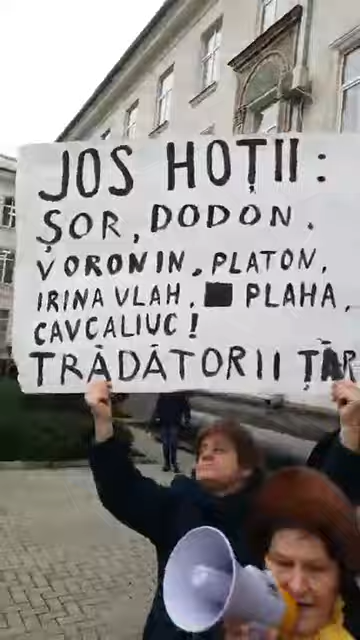 JOS HOȚII:
ȘOR, DODON.
VORONIN, PLATON,
IRINA VLAH, PLAHA,
CAVCALIUC!
TRĂDĂTORII ȚĂR